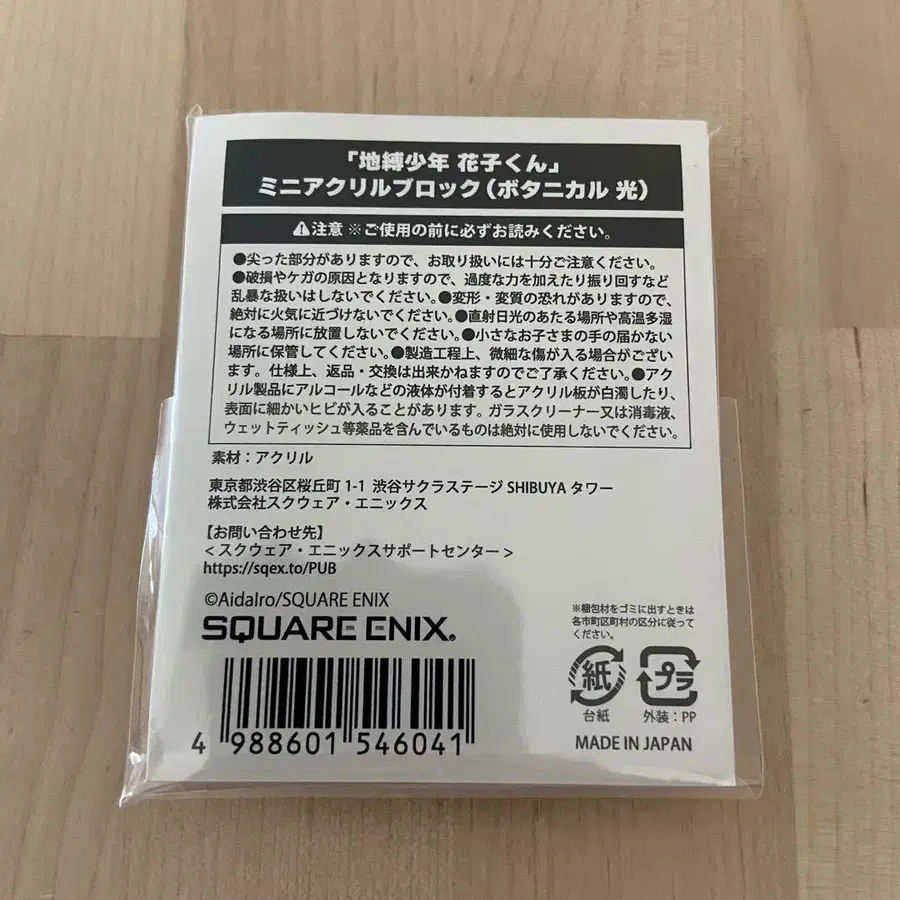 「地縛少年 花子くん」
ミニアクリルブロック（ボタニカル 光）
⚠注意 ※ご使用の前に必ずお読みください。
●尖った部分がありますので、お取り扱いには十分ご注意ください。
●破損やケガの原因となりますので、過度な力を加えたり振り回すなど
乱暴な扱いはしないでください。●変形・変質の恐れがありますので、
絶対に火気に近づけないでください。●直射日光のあたる場所や高温多湿
になる場所に放置しないでください。●小さなお子さまの手の届かない
場所に保管してください。●製造工程上、微細な傷が入る場合がござい
ます。仕様上、返品・交換は出来かねますのでご了承ください。●アク
リル製品にアルコールなどの液体が付着するとアクリル板が白濁したり、
表面に細かいヒビが入ることがあります。ガラスクリーナー又は消毒液、
ウェットティッシュ等薬品を含んでいるものは絶対に使用しないでください。
素材：アクリル
東京都渋谷区桜丘町 1-1 渋谷サクラステージ SHIBUYA タワー
株式会社スクウェア・エニックス
【お問い合わせ先】
＜スクウェア・エニックスサポートセンター＞
https://sqex.to/PUB
©AidaIro/SQUARE ENIX
SQUARE ENIX®
4 988601 546041
※梱包材をゴミに出すときは
各市町区町村の区分に従って
ください。
紙 プラ
台紙 外装：PP
MADE IN JAPAN